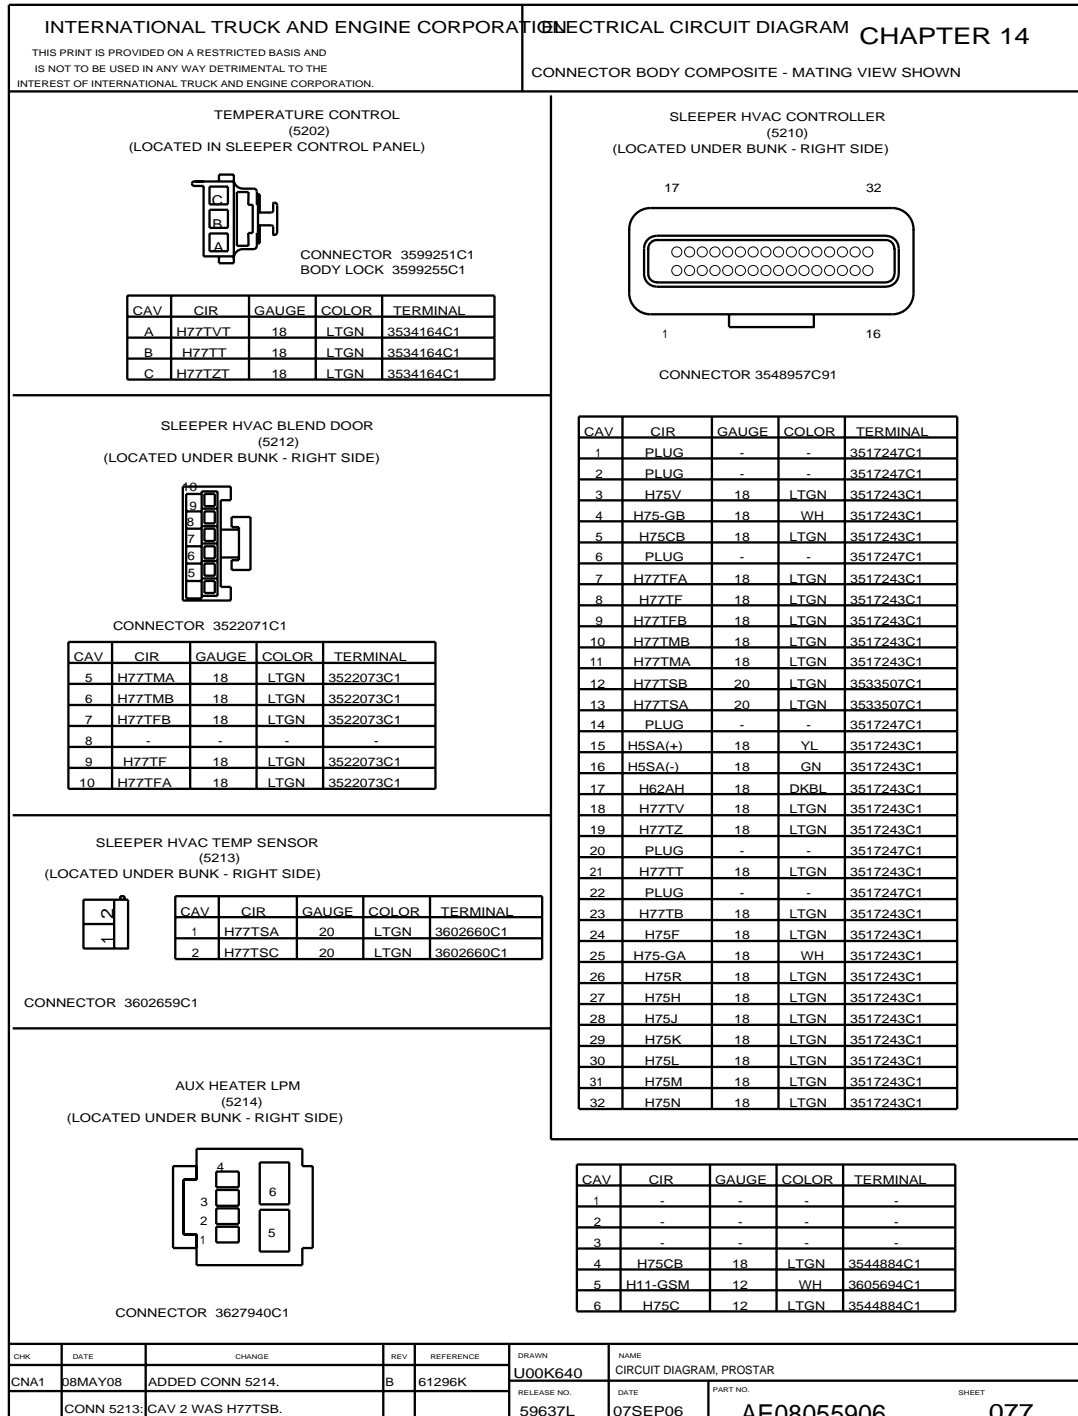 INTERNATIONAL TRUCK AND ENGINE CORPORATION
THIS PRINT IS PROVIDED ON A RESTRICTED BASIS AND
IS NOT TO BE USED IN ANY WAY DETRIMENTAL TO THE
INTEREST OF INTERNATIONAL TRUCK AND ENGINE CORPORATION.
ELECTRICAL CIRCUIT DIAGRAM CHAPTER 14
CONNECTOR BODY COMPOSITE - MATING VIEW SHOWN
TEMPERATURE CONTROL
(5202)
(LOCATED IN SLEEPER CONTROL PANEL)
C
B
A
CONNECTOR 3599251C1
BODY LOCK 3599255C1
CAV CIR GAUGE COLOR TERMINAL
A H77TVT 18 LTGN 3534164C1
B H77TT 18 LTGN 3534164C1
C H77TZT 18 LTGN 3534164C1
SLEEPER HVAC BLEND DOOR
(5212)
(LOCATED UNDER BUNK - RIGHT SIDE)
10
9
8
7
6
5
CONNECTOR 3522071C1
CAV CIR GAUGE COLOR TERMINAL
5 H77TMA 18 LTGN 3522073C1
6 H77TMB 18 LTGN 3522073C1
7 H77TFB 18 LTGN 3522073C1
8 - - - -
9 H77TF 18 LTGN 3522073C1
10 H77TFA 18 LTGN 3522073C1
SLEEPER HVAC TEMP SENSOR
(5213)
(LOCATED UNDER BUNK - RIGHT SIDE)
2
1
CAV CIR GAUGE COLOR TERMINAL
1 H77TSA 20 LTGN 3602660C1
2 H77TSC 20 LTGN 3602660C1
CONNECTOR 3602659C1
AUX HEATER LPM
(5214)
(LOCATED UNDER BUNK - RIGHT SIDE)
4
3
2
1
6
5
CONNECTOR 3627940C1
SLEEPER HVAC CONTROLLER
(5210)
(LOCATED UNDER BUNK - RIGHT SIDE)
17 32
1 16
CONNECTOR 3548957C91
CAV CIR GAUGE COLOR TERMINAL
1 PLUG - - 3517247C1
2 PLUG - - 3517247C1
3 H75V 18 LTGN 3517243C1
4 H75-GB 18 WH 3517243C1
5 H75CB 18 LTGN 3517243C1
6 PLUG - - 3517247C1
7 H77TFA 18 LTGN 3517243C1
8 H77TF 18 LTGN 3517243C1
9 H77TFB 18 LTGN 3517243C1
10 H77TMB 18 LTGN 3517243C1
11 H77TMA 18 LTGN 3517243C1
12 H77TSB 20 LTGN 3533507C1
13 H77TSA 20 LTGN 3533507C1
14 PLUG - - 3517247C1
15 H5SA(+) 18 YL 3517243C1
16 H5SA(-) 18 GN 3517243C1
17 H62AH 18 DKBL 3517243C1
18 H77TV 18 LTGN 3517243C1
19 H77TZ 18 LTGN 3517243C1
20 PLUG - - 3517247C1
21 H77TT 18 LTGN 3517243C1
22 PLUG - - 3517247C1
23 H77TB 18 LTGN 3517243C1
24 H75F 18 LTGN 3517243C1
25 H75-GA 18 WH 3517243C1
26 H75R 18 LTGN 3517243C1
27 H75H 18 LTGN 3517243C1
28 H75J 18 LTGN 3517243C1
29 H75K 18 LTGN 3517243C1
30 H75L 18 LTGN 3517243C1
31 H75M 18 LTGN 3517243C1
32 H75N 18 LTGN 3517243C1
CAV CIR GAUGE COLOR TERMINAL
1 - - - -
2 - - - -
3 - - - -
4 H75CB 18 LTGN 3544884C1
5 H11-GSM 12 WH 3605694C1
6 H75C 12 LTGN 3544884C1
CHK DATE CHANGE REV REFERENCE
CNA1 08MAY08 ADDED CONN 5214. B 61296K
CONN 5213: CAV 2 WAS H77TSB.
DRAWN NAME
U00K640 CIRCUIT DIAGRAM, PROSTAR
RELEASE NO. DATE PART NO. SHEET
59637L 07SEP06 AE08055906 077